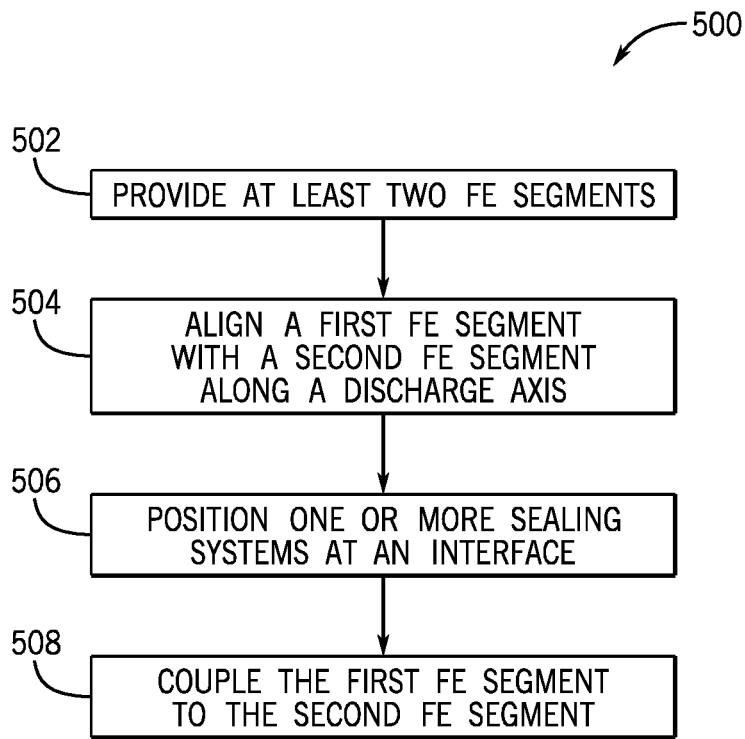 500
502
PROVIDE AT LEAST TWO FE SEGMENTS
504
ALIGN A FIRST FE SEGMENT
WITH A SECOND FE SEGMENT
ALONG A DISCHARGE AXIS
506
POSITION ONE OR MORE SEALING
SYSTEMS AT AN INTERFACE
508
COUPLE THE FIRST FE SEGMENT
TO THE SECOND FE SEGMENT